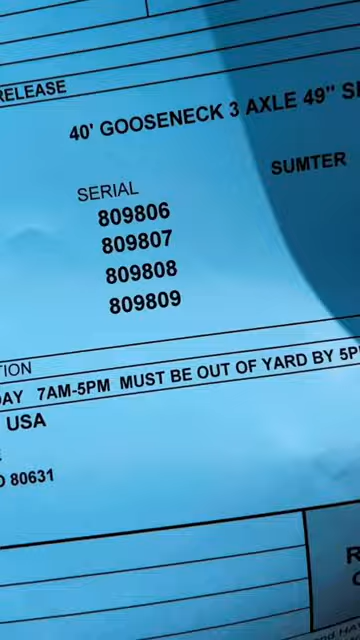 RELEASE
40' GOOSENECK 3 AXLE 49" 
SUMTER
SERIAL
809806
809807
809808
809809
TION
DAY 7AM-5PM MUST BE OUT OF YARD BY 5P
USA
80631